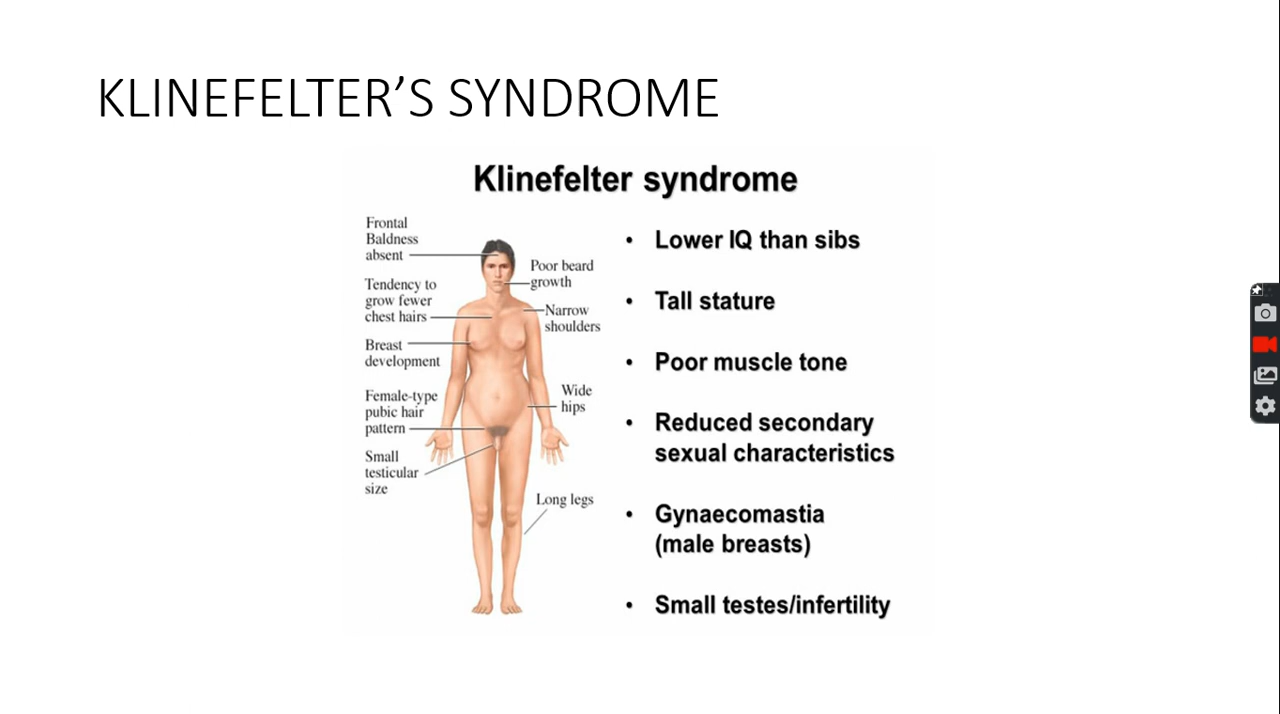 KLINEFELTER’S SYNDROME
Klinefelter syndrome
Frontal
Baldness
absent
Tendency to
grow fewer
chest hairs
Breast
development
Female-type
pubic hair
pattern
Small
testicular
size
Poor beard
growth
Narrow
shoulders
Wide
hips
Long legs
• Lower IQ than sibs
• Tall stature
• Poor muscle tone
• Reduced secondary
sexual characteristics
• Gynaecomastia
(male breasts)
• Small testes/infertility